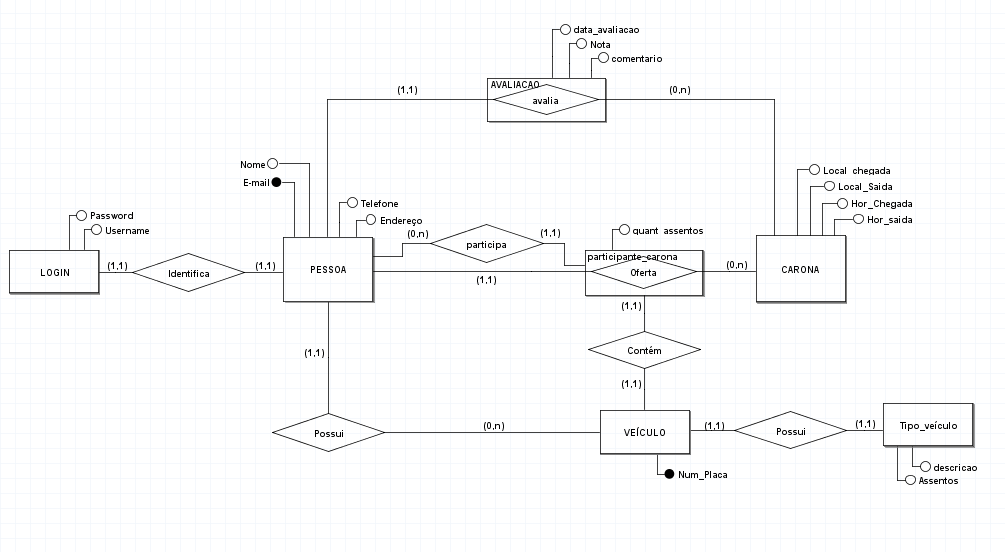 data_avaliacao
Nota
comentario
AVALIACAO
avalia
(1,1)
(0,n)
Nome
E-mail
Telefone
Endereço
Local_chegada
Local_Saida
Hor_Chegada
Hor_saida
Password
Username
quant_assentos
(0,n)
participa
(1,1)
participante_carona
LOGIN
(1,1)
Identifica
(1,1)
PESSOA
(1,1)
Oferta
(0,n)
CARONA
(1,1)
(1,1)
Contém
(1,1)
Possui
(0,n)
VEÍCULO
(1,1)
Possui
(1,1)
Tipo_veículo
Num_Placa
descricao
Assentos